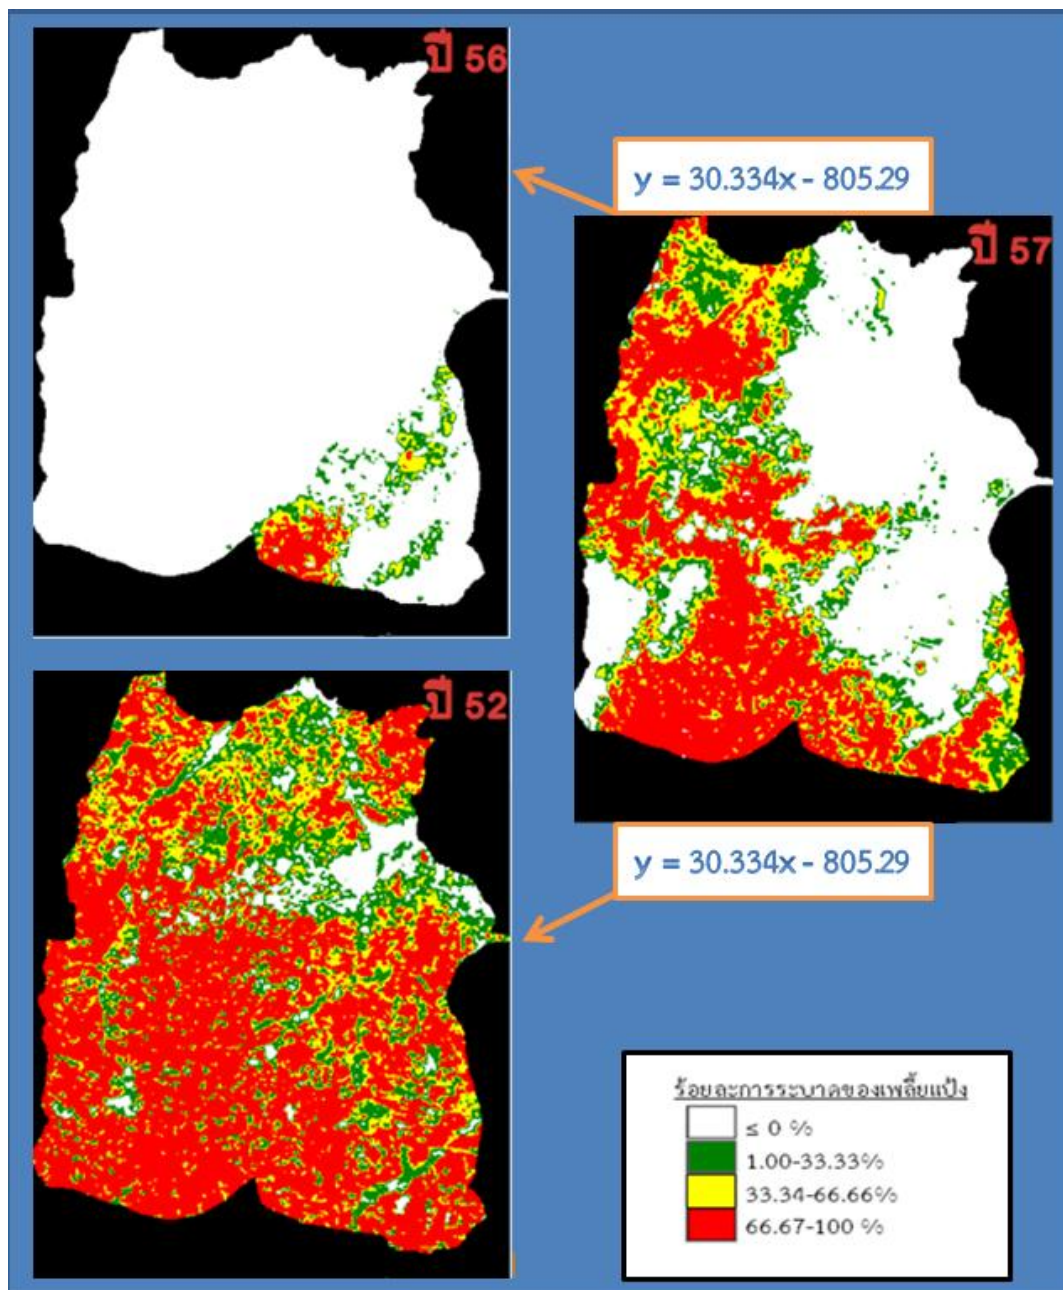 ปี 56
y = 30.334x - 805.29
ปี 57
ปี 52
y = 30.334x - 805.29
ร้อยละการระบาดของเพลี้ยแป้ง
≤ 0 %
1.00-33.33%
33.34-66.66%
66.67-100 %